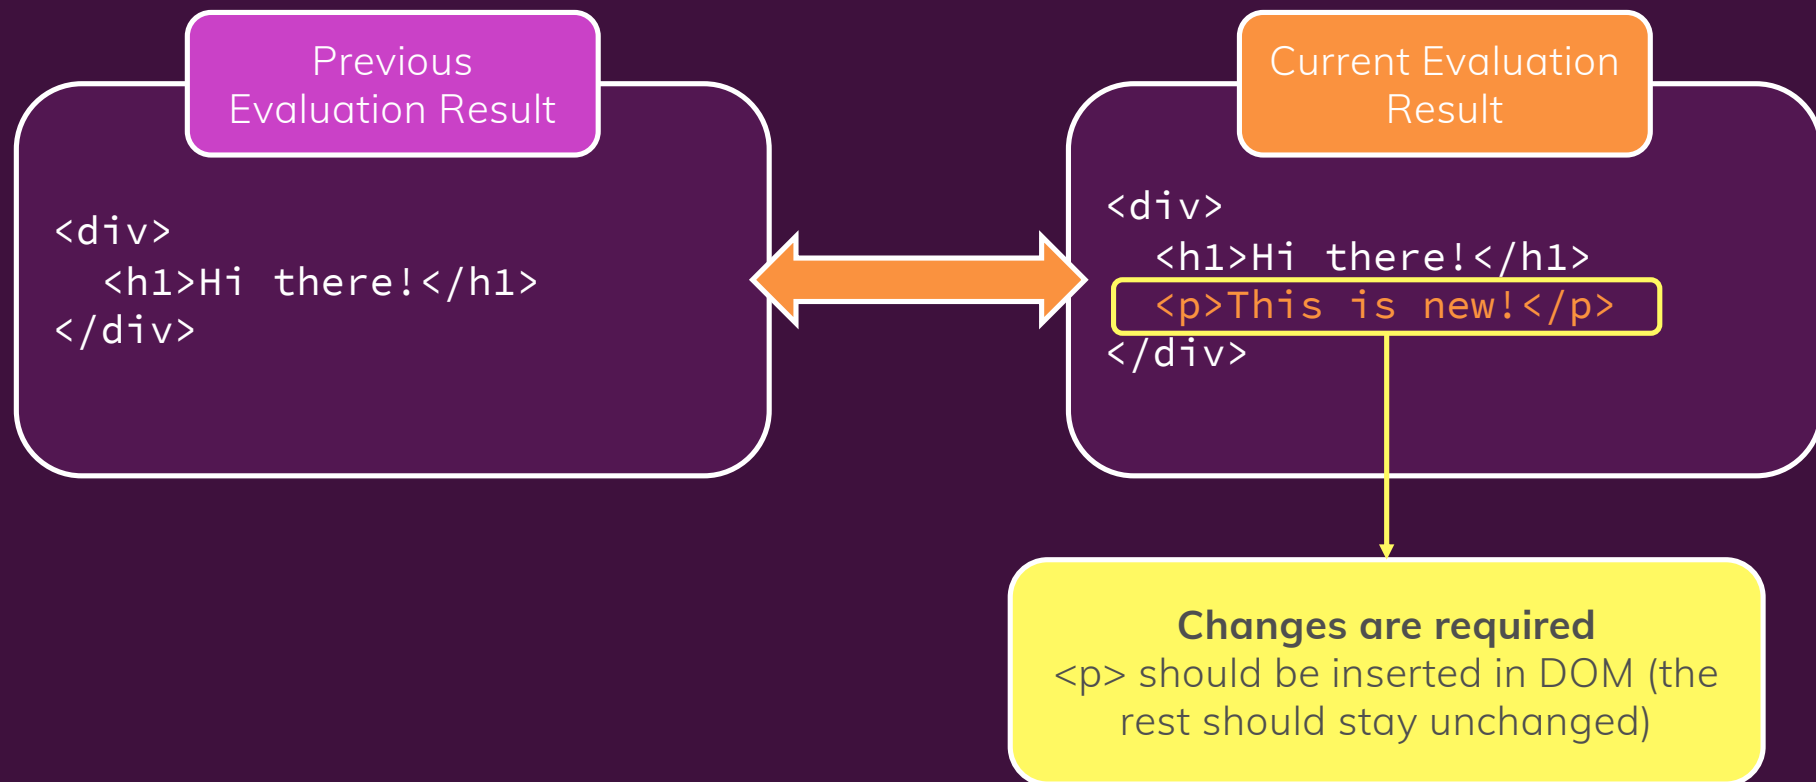 Previous
Evaluation Result
<div>
  <h1>Hi there!</h1>
</div>
Current Evaluation
Result
<div>
  <h1>Hi there!</h1>
  <p>This is new!</p>
</div>
Changes are required
<p> should be inserted in DOM (the
rest should stay unchanged)